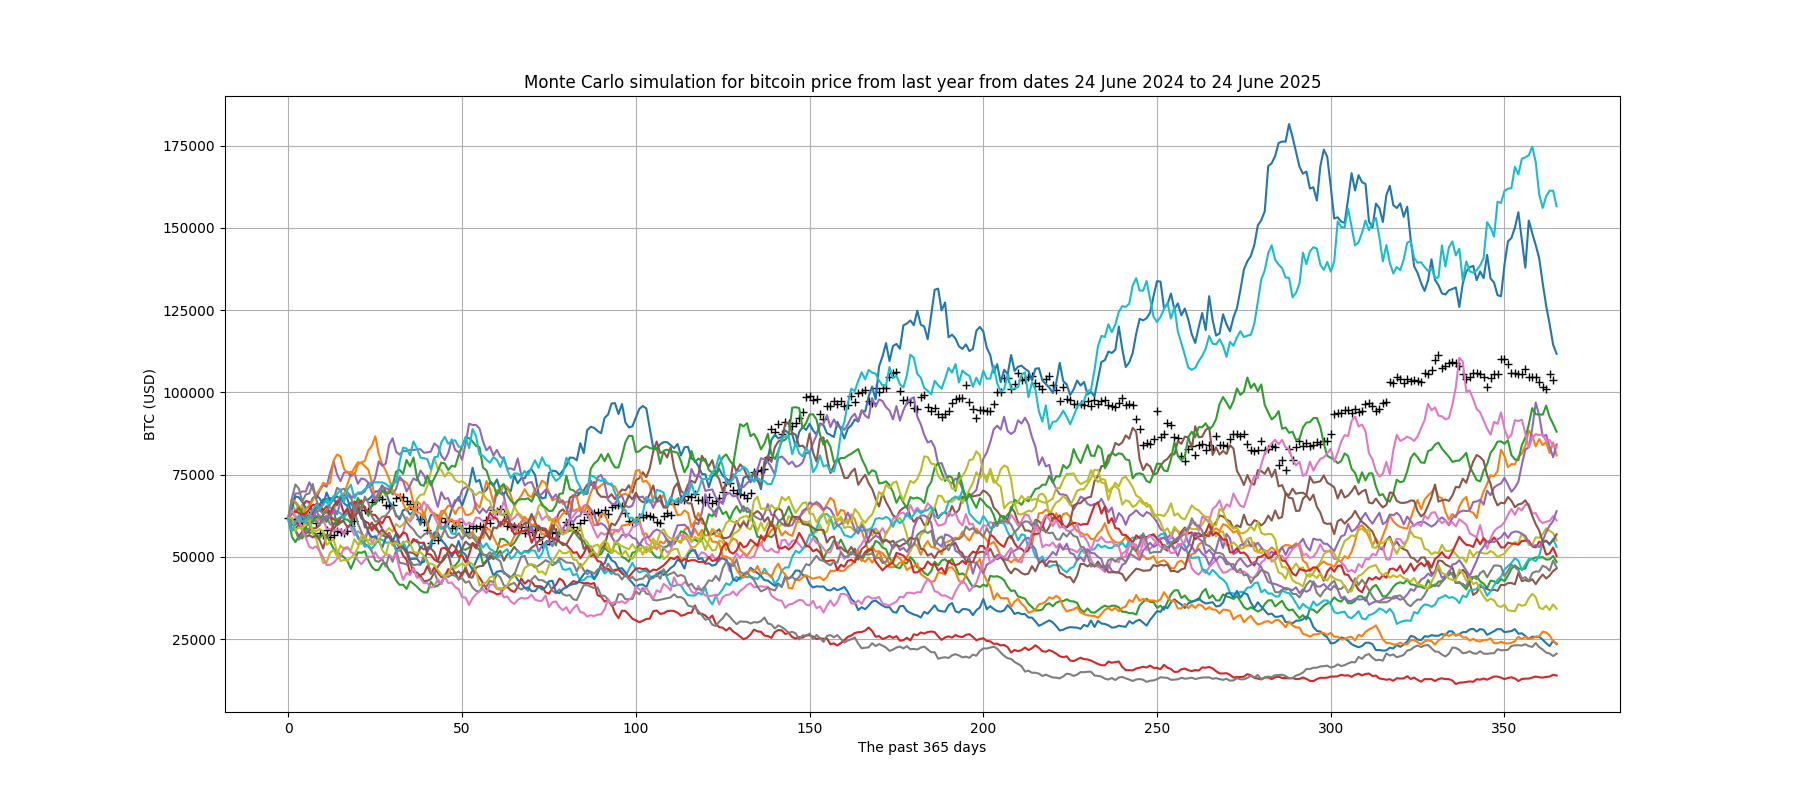 Monte Carlo simulation for bitcoin price from last year from dates 24 June 2024 to 24 June 2025
175000
150000
125000
100000
75000
50000
25000
BTC (USD)
0 50 100 150 200 250 300 350
The past 365 days